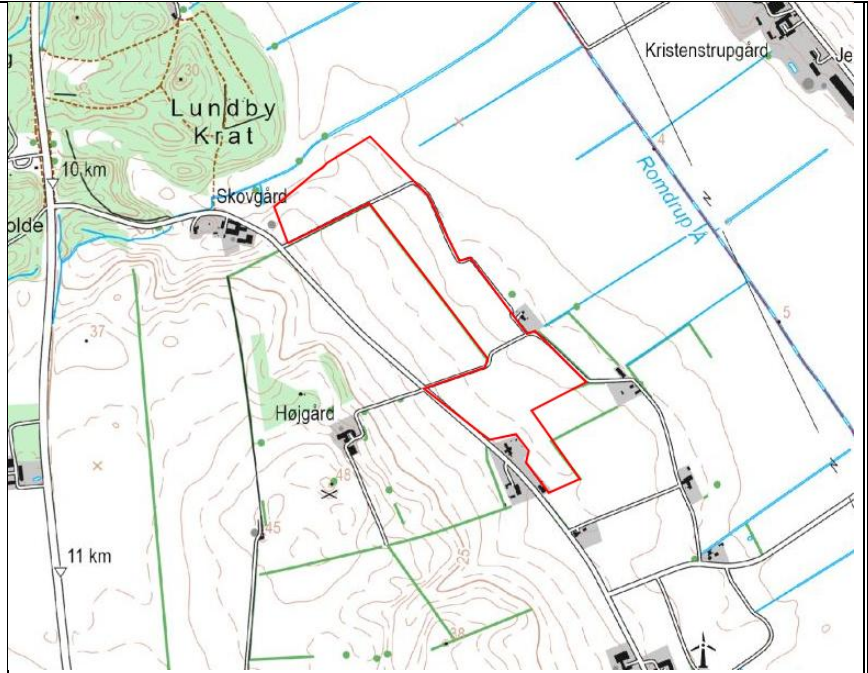 30
Lundby
Krat
Kristenstrupgård
Je
4
10 km
Skovgård
olde
Romdrup Å
37
5
Højgård
48
45
11 km
25
38